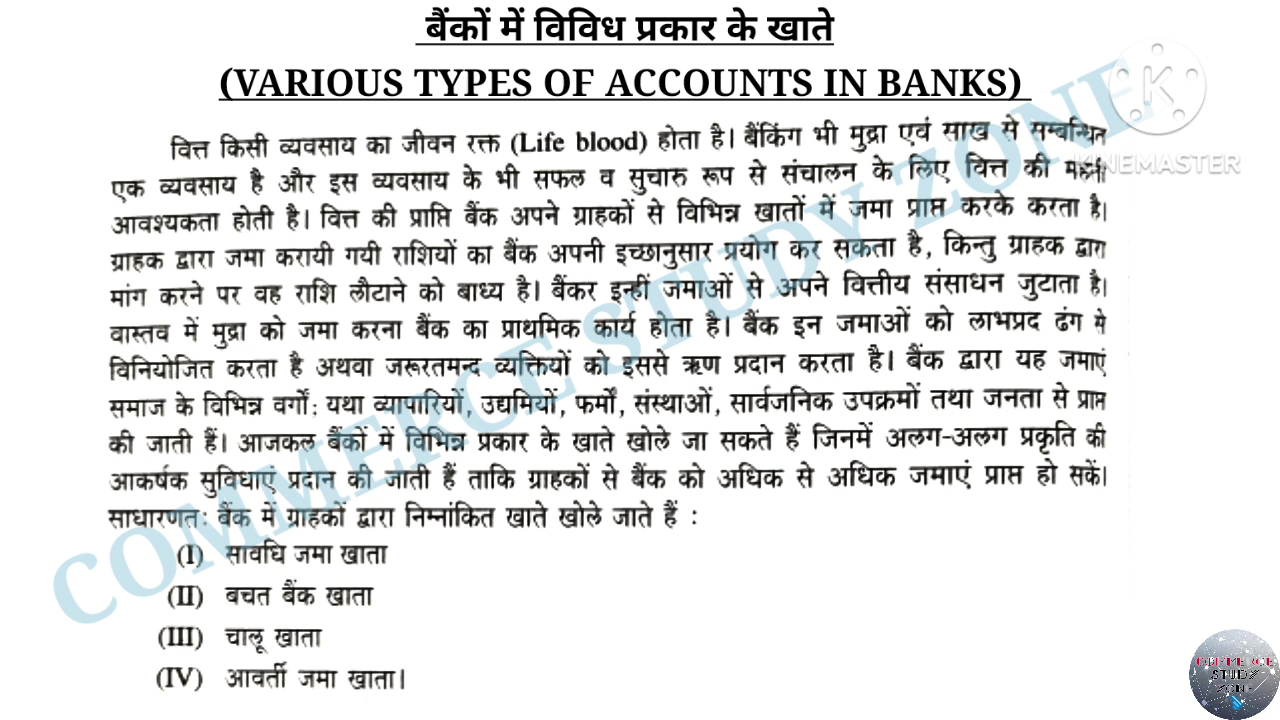 बैंकों में विविध प्रकार के खाते
(VARIOUS TYPES OF ACCOUNTS IN BANKS)
वित्त किसी व्यवसाय का जीवन रक्त (Life blood) होता है। बैंकिंग भी मुद्रा एवं साख से सम्बन्धित
एक व्यवसाय है और इस व्यवसाय के भी सफल व सुचारु रूप से संचालन के लिए वित्त की महती
आवश्यकता होती है। वित्त की प्राप्ति बैंक अपने ग्राहकों से विभिन्न खातों में जमा प्राप्त करके करता है।
ग्राहक द्वारा जमा करायी गयी राशियों का बैंक अपनी इच्छानुसार प्रयोग कर सकता है, किन्तु ग्राहक द्वारा
मांग करने पर वह राशि लौटाने को बाध्य है। बैंकर इन्हीं जमाओं से अपने वित्तीय संसाधन जुटाता है।
वास्तव में मुद्रा को जमा करना बैंक का प्राथमिक कार्य होता है। बैंक इन जमाओं को लाभप्रद ढंग से
विनियोजित करता है अथवा जरूरतमन्द व्यक्तियों को इससे ऋण प्रदान करता है। बैंक द्वारा यह जमाएं
समाज के विभिन्न वर्गों; यथा व्यापारियों, उद्यमियों, फर्मों, संस्थाओं, सार्वजनिक उपक्रमों तथा जनता से प्राप्त
की जाती हैं। आजकल बैंकों में विभिन्न प्रकार के खाते खोले जा सकते हैं जिनमें अलग-अलग प्रकृति की
आकर्षक सुविधाएं प्रदान की जाती हैं ताकि ग्राहकों से बैंक को अधिक से अधिक जमाएं प्राप्त हो सकें।
साधारणतः बैंक में ग्राहकों द्वारा निम्नांकित खाते खोले जाते हैं :
(I) सावधि जमा खाता
(II) बचत बैंक खाता
(III) चालू खाता
(IV) आवर्ती जमा खाता।
COMMERCE STUDY ZONE
K
KINEMASTER
COMMERCE
STUDY
ZONE